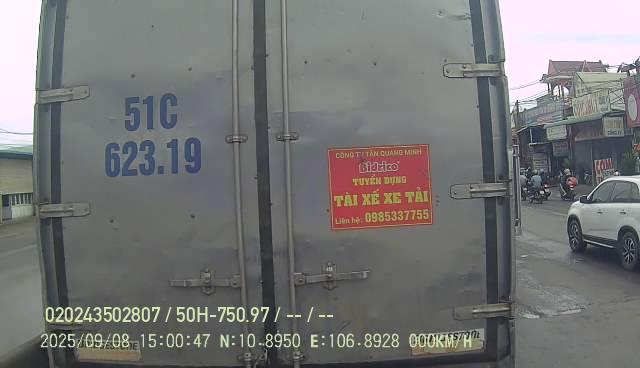 51C
623.19
CÔNG TY TÂN QUANG MINH
Bidrico
TUYỂN DỤNG
TÀI XẾ XE TẢI
Liên hệ: 0985337755
020243502807 / 50H-750.97 / -- / --
2025/09/08 15:00:47 N:10.8950 E:106.8928 000KM/H